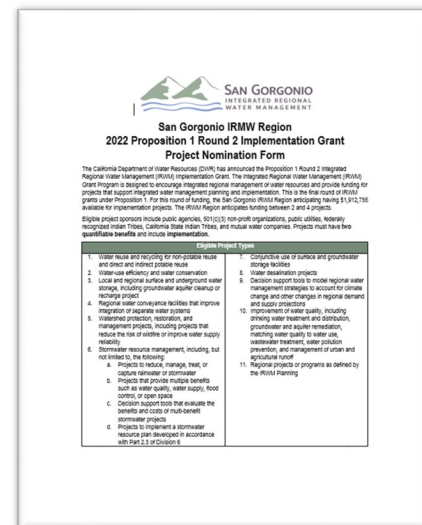 SAN GORGONIO
INTEGRATED REGIONAL
WATER MANAGEMENT
San Gorgonio IRMW Region
2022 Proposition 1 Round 2 Implementation Grant
Project Nomination Form
The California Department of Water Resources (DWR) has announced the Proposition 1 Round 2 Integrated
Regional Water Management (IRWM) Implementation Grant. The Integrated Regional Water Management (IRWM)
Grant Program is designed to encourage integrated regional management of water resources and provide funding for
projects that support integrated water management planning and implementation. This is the final round of IRWM
grants under Proposition 1. For this round of funding, the San Gorgonio IRWM Region anticipating having $1,912,755
available for implementation projects. The IRWM Region anticipates funding between 2 and 4 projects.
Eligible project sponsors include public agencies, 501(c)(3) non-profit organizations, public utilities, federally
recognized Indian Tribes, California State Indian Tribes, and mutual water companies. Projects must have two
quantifiable benefits and include implementation.
Eligible Project Types
1. Water reuse and recycling for non-potable reuse
and direct and indirect potable reuse
2. Water-use efficiency and water conservation
3. Local and regional surface and underground water
storage, including groundwater aquifer cleanup or
recharge project
4. Regional water conveyance facilities that improve
integration of separate water systems
5. Watershed protection, restoration, and
management projects, including projects that
reduce the risk of wildfire or improve water supply
reliability
6. Stormwater resource management, including, but
not limited to, the following:
a. Projects to reduce, manage, treat, or
capture rainwater or stormwater
b. Projects that provide multiple benefits
such as water quality, water supply, flood
control, or open space
c. Decision support tools that evaluate the
benefits and costs of multi-benefit
stormwater projects
d. Projects to implement a stormwater
resource plan developed in accordance
with Part 2.3 of Division 6
7. Conjunctive use of surface and groundwater
storage facilities
8. Water desalination projects
9. Decision support tools to model regional water
management strategies to account for climate
change and other changes in regional demand
and supply projections
10. Improvement of water quality, including
drinking water treatment and distribution,
groundwater and aquifer remediation,
matching water quality to water use,
wastewater treatment, water pollution
prevention, and management of urban and
agricultural runoff
11. Regional projects or programs as defined by
the IRWM Planning